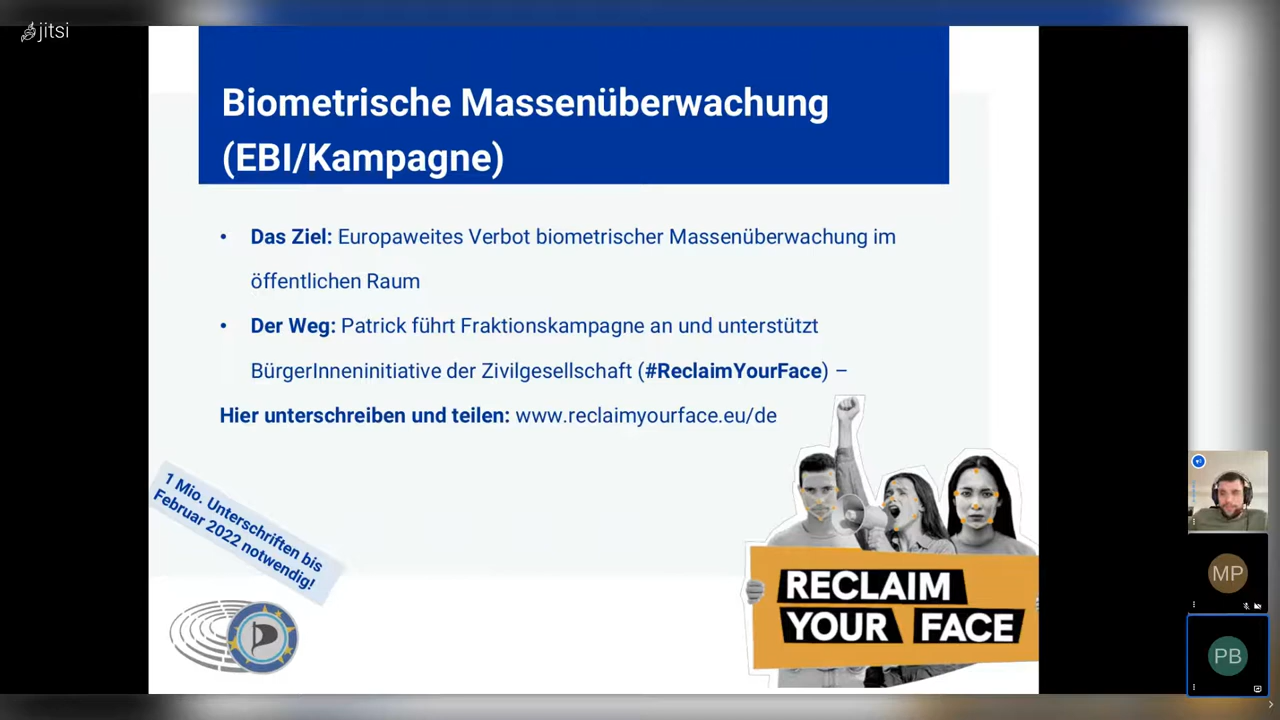 jitsi
Biometrische Massenüberwachung
(EBI/Kampagne)
• Das Ziel: Europaweites Verbot biometrischer Massenüberwachung im
öffentlichen Raum
• Der Weg: Patrick führt Fraktionskampagne an und unterstützt
BürgerInneninitiative der Zivilgesellschaft (#ReclaimYourFace) –
Hier unterschreiben und teilen: www.reclaimyourface.eu/de
1 Mio. Unterschriften bis
Februar 2022 notwendig!
RECLAIM
YOUR FACE
MP
PB